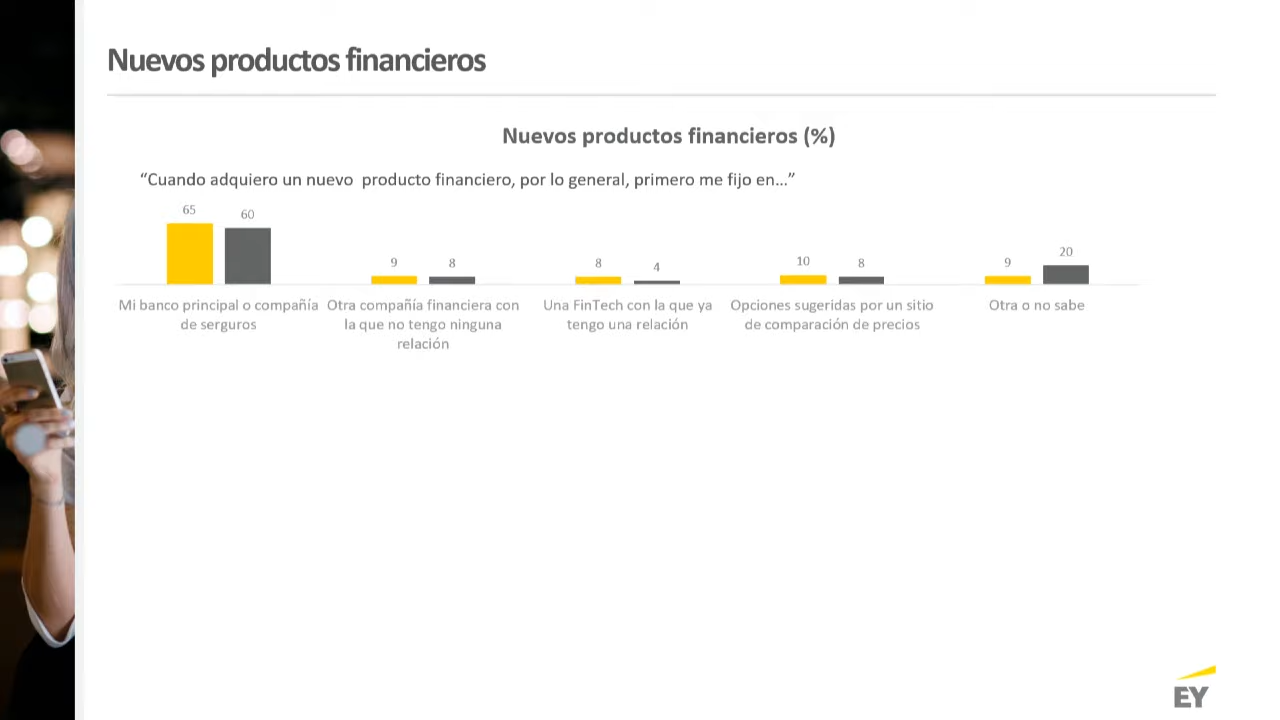 Nuevos productos financieros
Nuevos productos financieros (%)
“Cuando adquiero un nuevo  producto financiero, por lo general, primero me fijo en...”
65 60 9 8 8 4 10 8 9 20
Mi banco principal o compañía
de serguros
Otra compañía financiera con
la que no tengo ninguna
relación
Una FinTech con la que ya
tengo una relación
Opciones sugeridas por un sitio
de comparación de precios
Otra o no sabe
EY